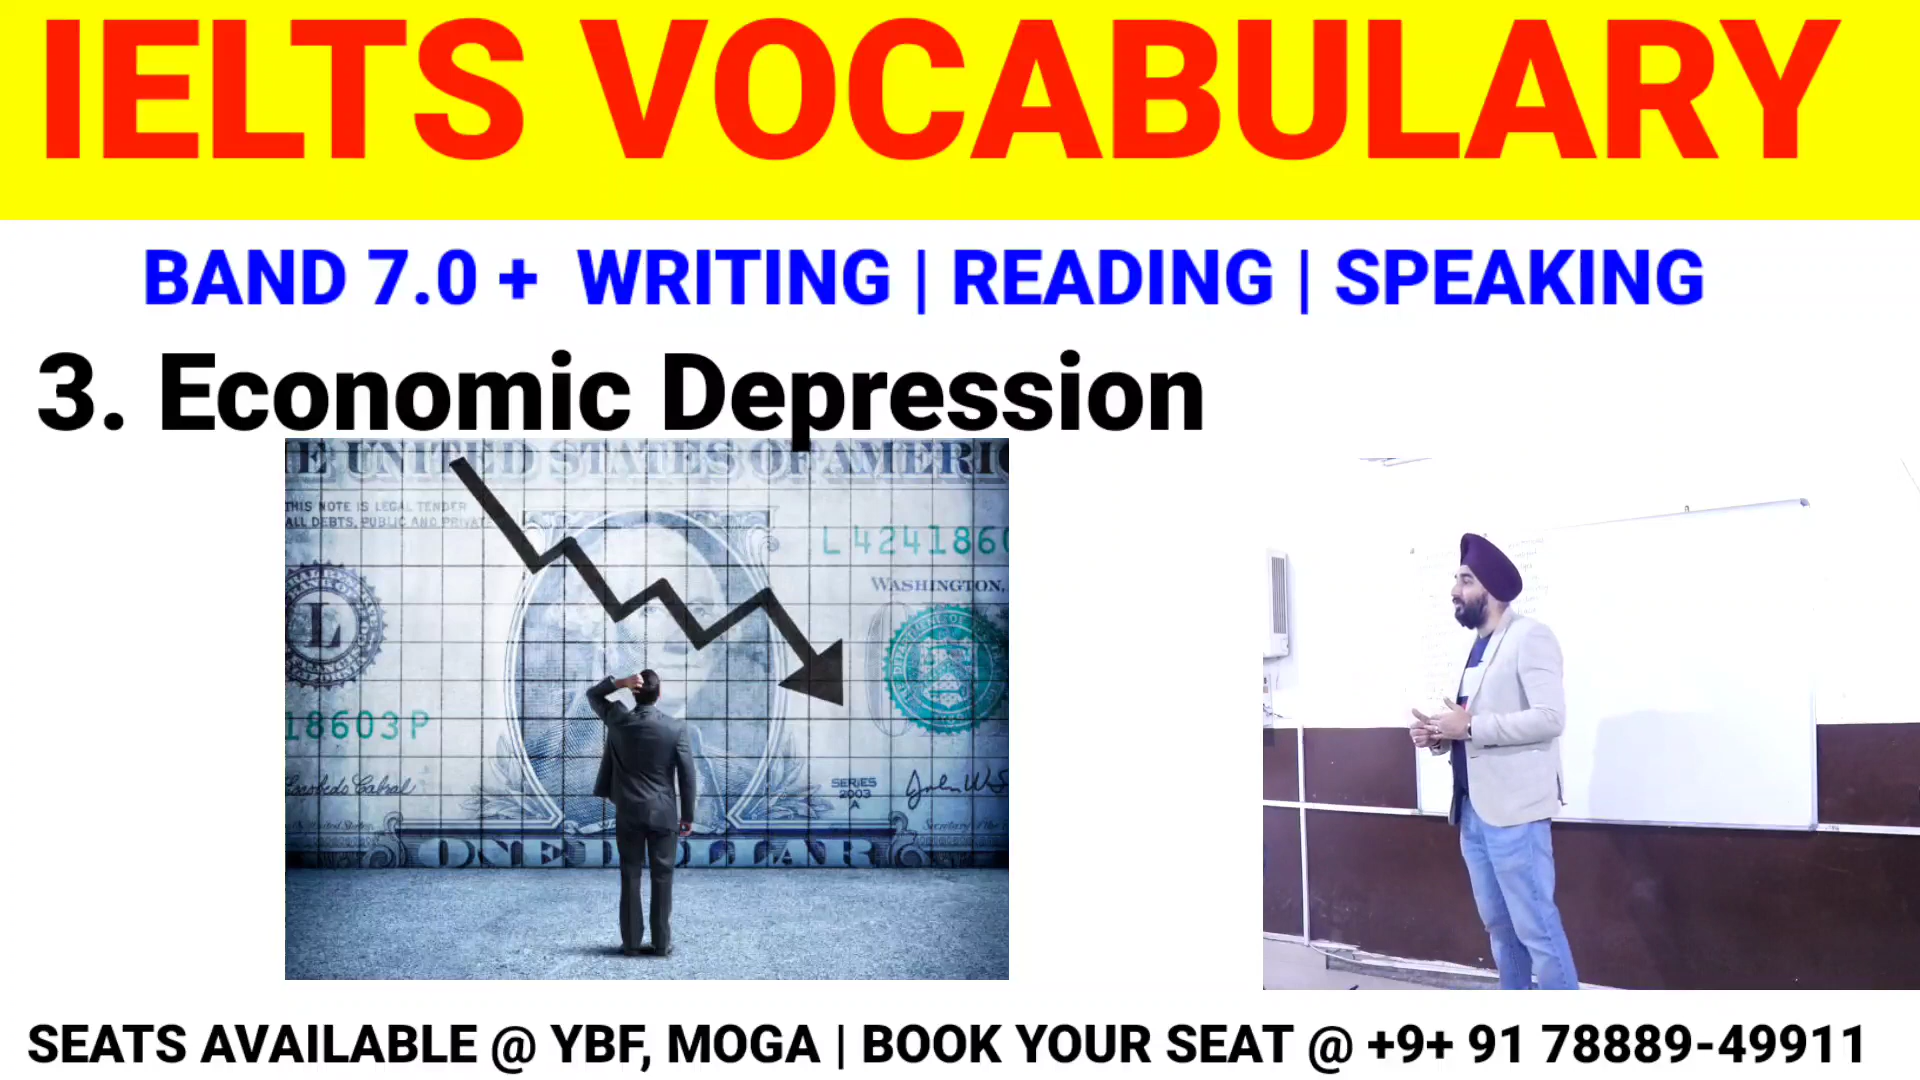 IELTS VOCABULARY
BAND 7.0 + WRITING | READING | SPEAKING
3. Economic Depression
E UNITED STATES OF AMERIC
THIS NOTE IS LEGAL TENDER
ALL DEBTS, PUBLIC AND PRIVATE
L 4241860
WASHINGTON,
L
18603 P
SERIES
2003
A
ONE DOLLAR
SEATS AVAILABLE @ YBF, MOGA | BOOK YOUR SEAT @ +9+ 91 78889-49911